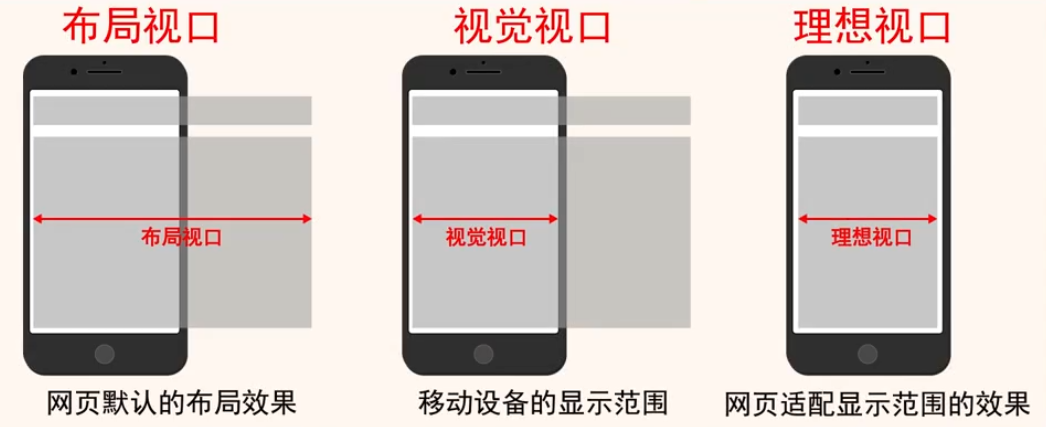 布局视口
视觉视口
理想视口
布局视口
视觉视口
理想视口
网页默认的布局效果
移动设备的显示范围
网页适配显示范围的效果